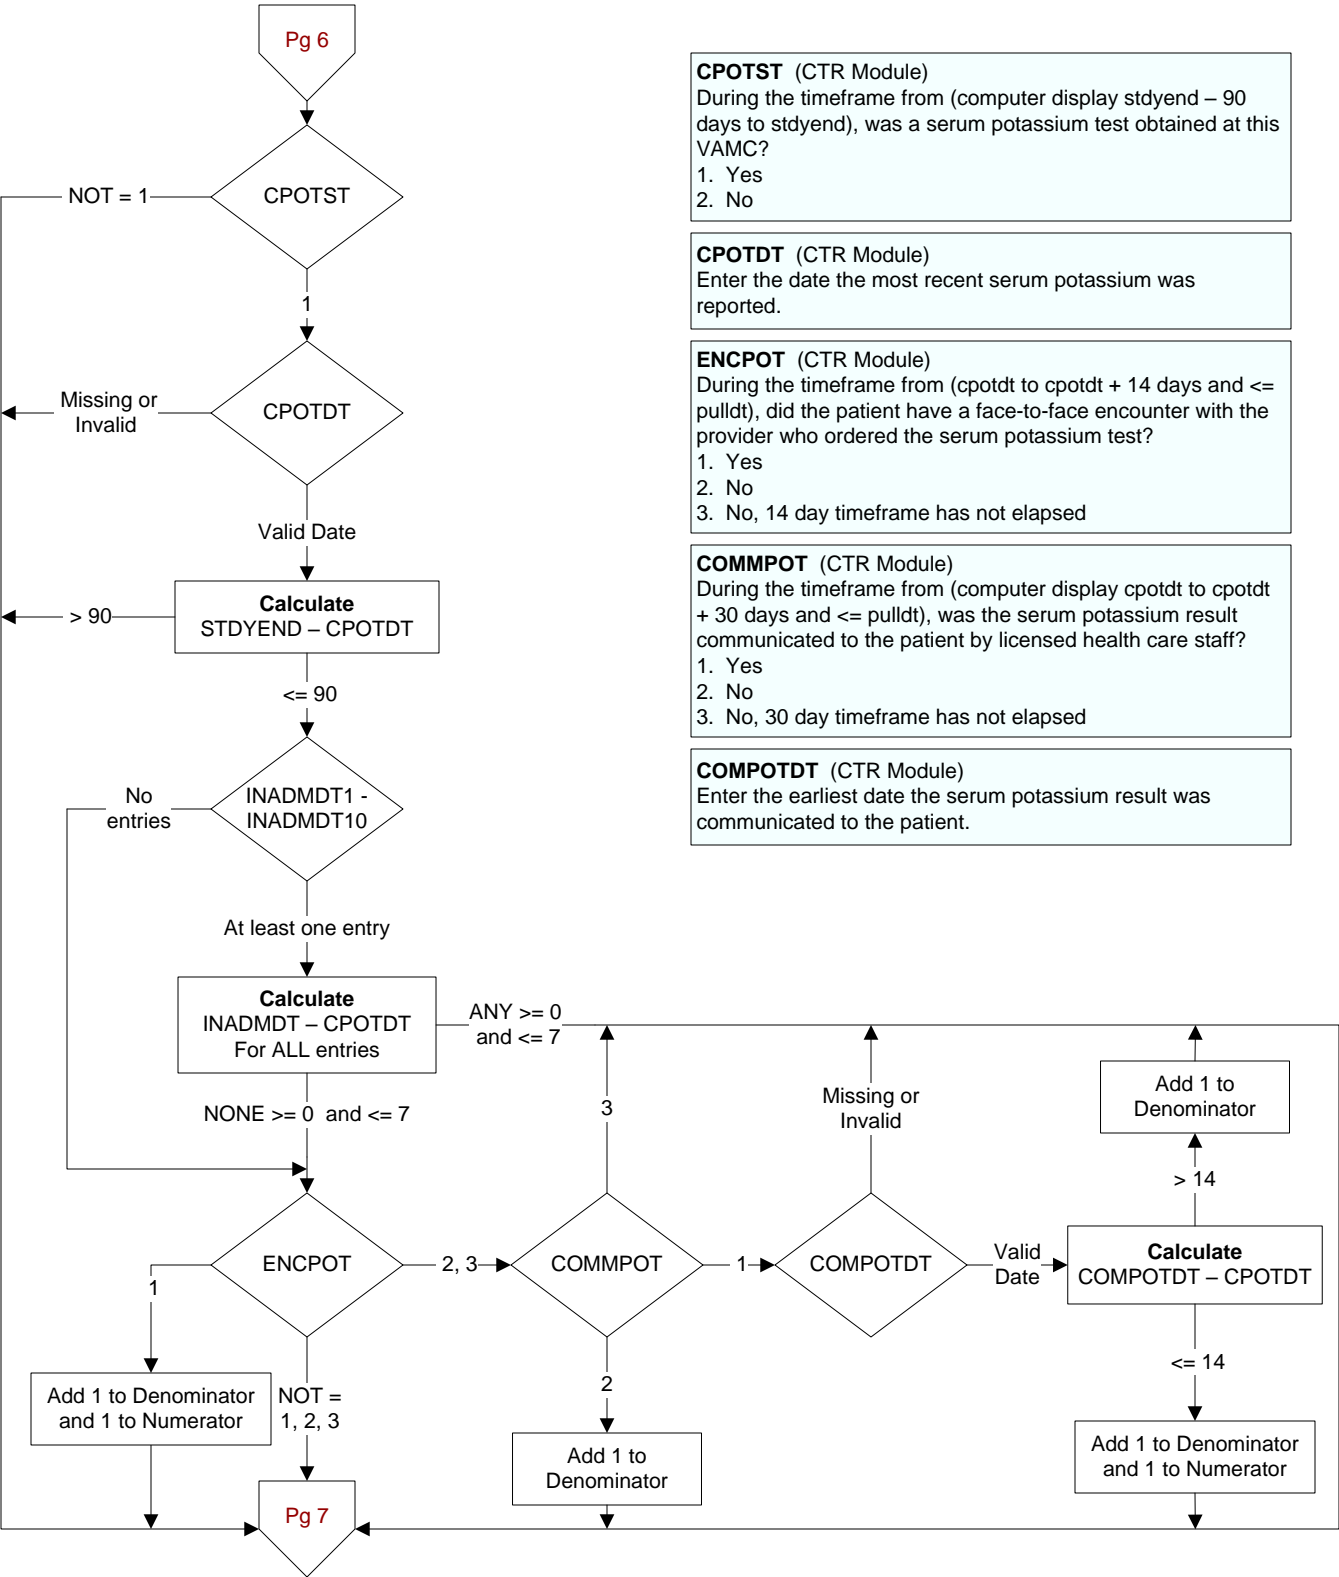 Pg 6
CPOTST (CTR Module)
During the timeframe from (computer display stdyend – 90
days to stdyend), was a serum potassium test obtained at this
VAMC?
1. Yes
2. No
CPOTDT (CTR Module)
Enter the date the most recent serum potassium was
reported.
ENCPOT (CTR Module)
During the timeframe from (cpotdt to cpotdt + 14 days and <=
pulldt), did the patient have a face-to-face encounter with the
provider who ordered the serum potassium test?
1. Yes
2. No
3. No, 14 day timeframe has not elapsed
COMMPOT (CTR Module)
During the timeframe from (computer display cpotdt to cpotdt
+ 30 days and <= pulldt), was the serum potassium result
communicated to the patient by licensed health care staff?
1. Yes
2. No
3. No, 30 day timeframe has not elapsed
COMPOTDT (CTR Module)
Enter the earliest date the serum potassium result was
communicated to the patient.
NOT = 1
CPOTST
1
Missing or
Invalid
CPOTDT
Valid Date
> 90
Calculate
STDYEND – CPOTDT
<= 90
No
entries
INADMDT1 -
INADMDT10
At least one entry
Calculate
INADMDT – CPOTDT
For ALL entries
ANY >= 0
and <= 7
NONE >= 0 and <= 7
3
Missing or
Invalid
Add 1 to
Denominator
> 14
ENCPOT
2, 3
COMMPOT
1
COMPOTDT
Valid
Date
Calculate
COMPOTDT – CPOTDT
1
Add 1 to Denominator
and 1 to Numerator
NOT =
1, 2, 3
2
Add 1 to
Denominator
<= 14
Add 1 to Denominator
and 1 to Numerator
Pg 7